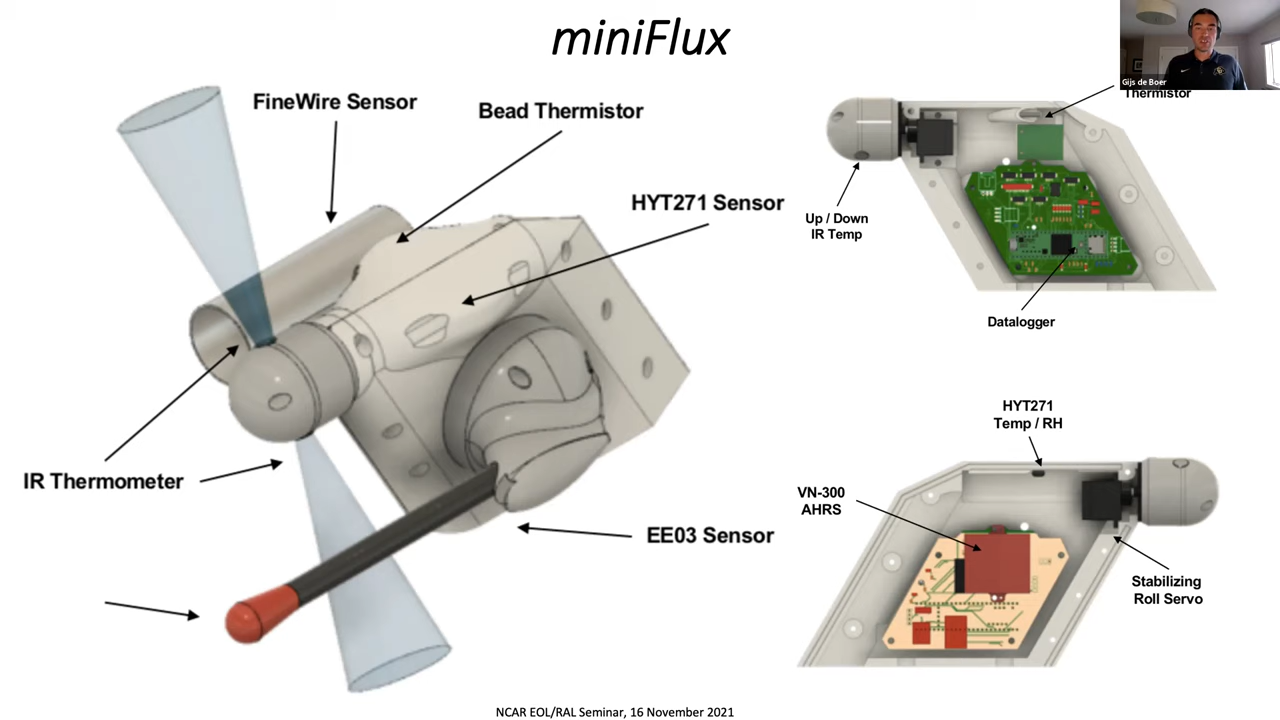 miniFlux
Gijs de Boer
FineWire Sensor
Bead Thermistor
HYT271 Sensor
IR Thermometer
EE03 Sensor
Thermistor
Up / Down
IR Temp
Datalogger
HYT271
Temp / RH
VN-300
AHRS
Stabilizing
Roll Servo
NCAR EOL/RAL Seminar, 16 November 2021